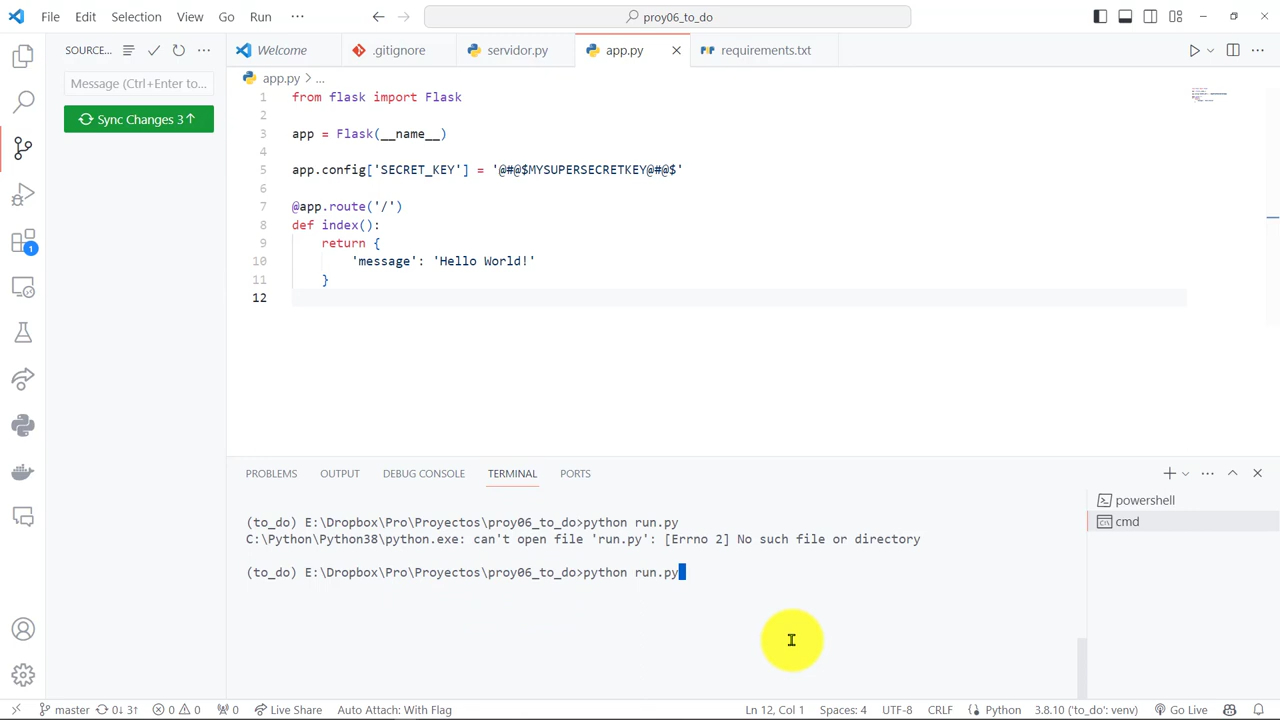 File Edit Selection View Go Run ··· proy06_to_do
SOURCE... Welcome .gitignore servidor.py app.py requirements.txt
Message (Ctrl+Enter to...
Sync Changes 3↑
app.py > ...
1 from flask import Flask
2
3 app = Flask(__name__)
4
5 app.config['SECRET_KEY'] = '@#@$MYSUPERSECRETKEY@#@$'
6
7 @app.route('/')
8 def index():
9 return {
10 'message': 'Hello World!'
11 }
12
1
PROBLEMS OUTPUT DEBUG CONSOLE TERMINAL PORTS
powershell
cmd
(to_do) E:\Dropbox\Pro\Proyectos\proy06_to_do>python run.py
C:\Python\Python38\python.exe: can't open file 'run.py': [Errno 2] No such file or directory
(to_do) E:\Dropbox\Pro\Proyectos\proy06_to_do>python run.py
master 0↓ 3↑ 0 0 0 Live Share Auto Attach: With Flag Ln 12, Col 1 Spaces: 4 UTF-8 CRLF Python 3.8.10 ('to_do': venv) Go Live